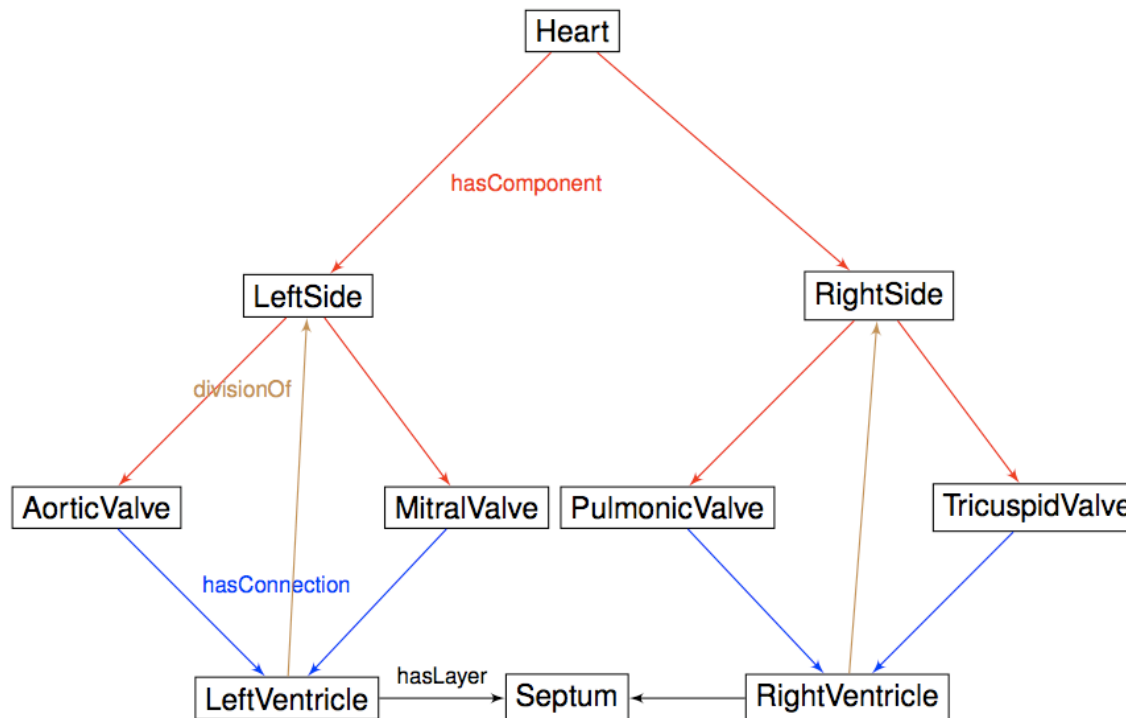 Heart
hasComponent
LeftSide
RightSide
divisionOf
AorticValve
MitralValve
PulmonicValve
TricuspidValve
hasConnection
hasLayer
LeftVentricle
Septum
RightVentricle